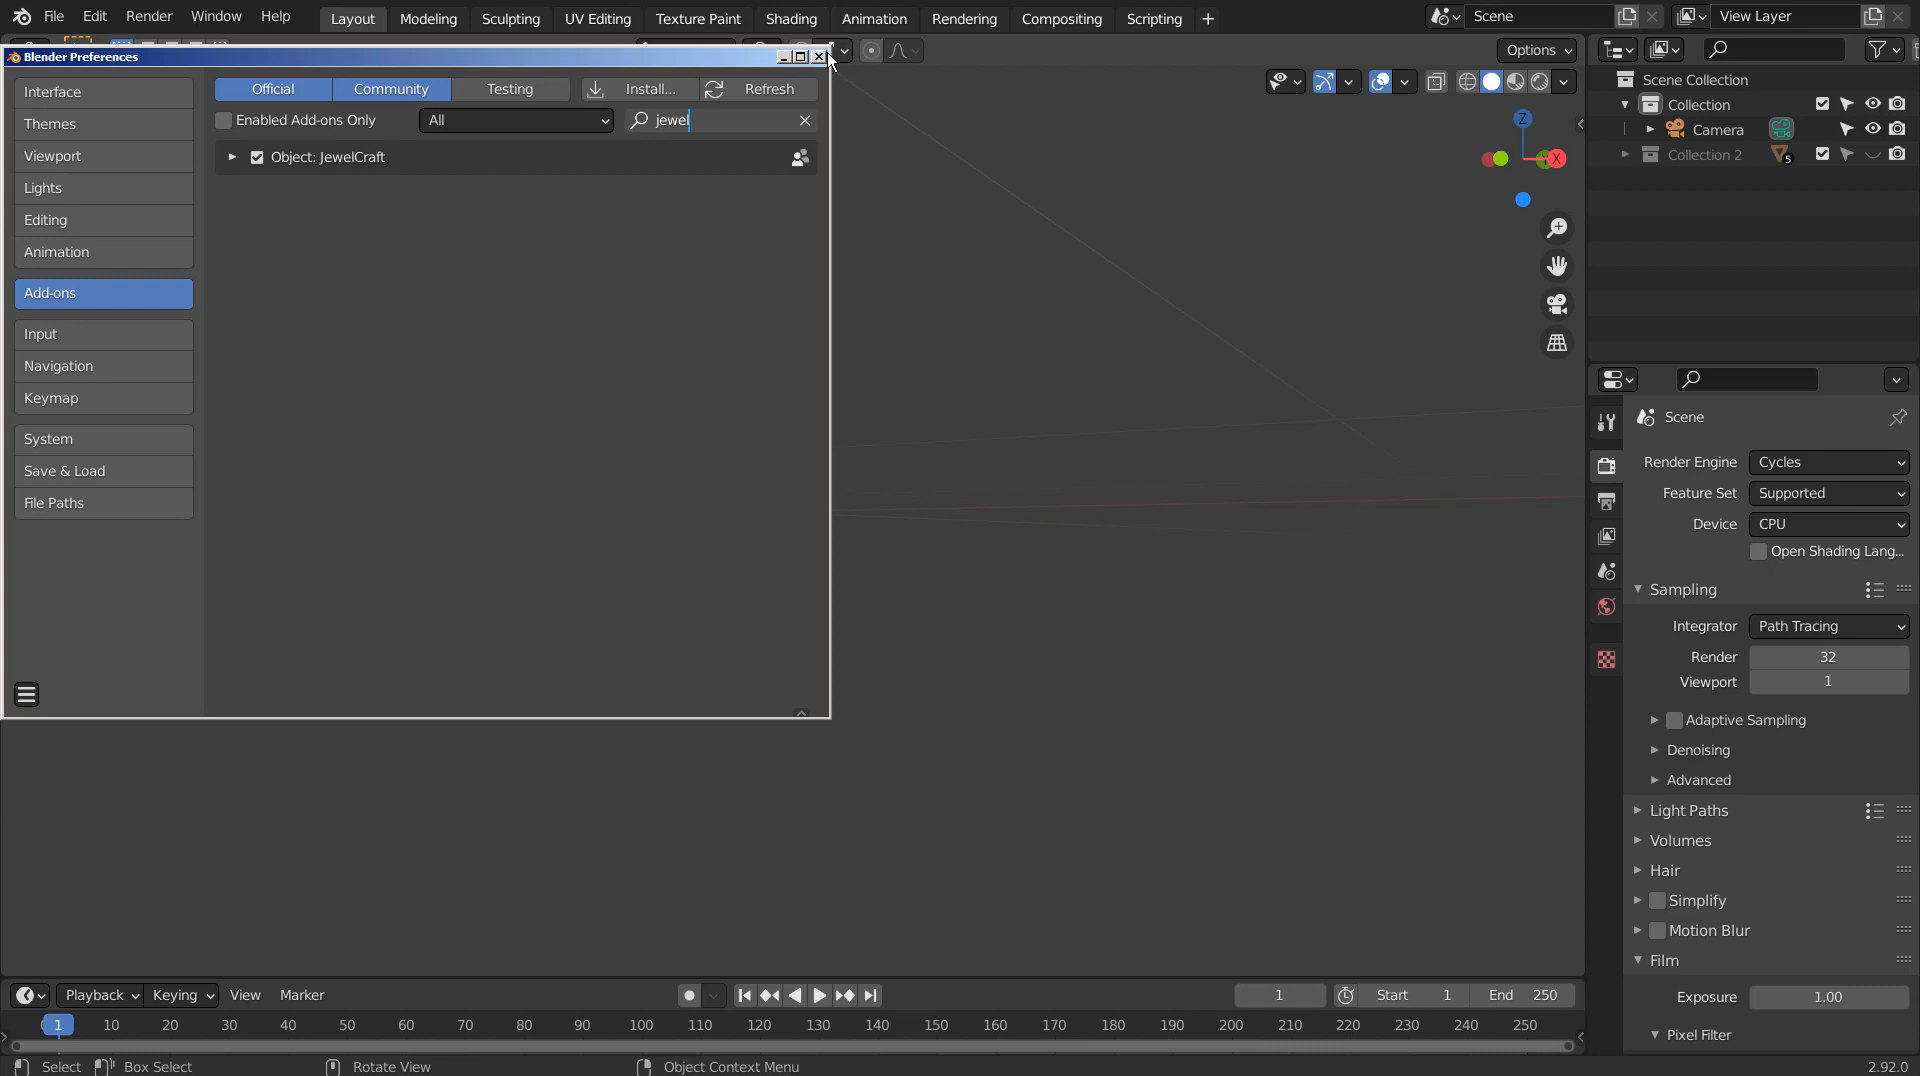 File Edit Render Window Help Layout Modeling Sculpting UV Editing Texture Paint Shading Animation Rendering Compositing Scripting + Scene View Layer
Blender Preferences
Options
Interface
Themes
Viewport
Lights
Editing
Animation
Add-ons
Input
Navigation
Keymap
System
Save & Load
File Paths
Official Community Testing Install... Refresh
Enabled Add-ons Only All jewel
Object: JewelCraft
Z
X
Scene Collection
Collection
Camera
Collection 2 5
Scene
Render Engine Cycles
Feature Set Supported
Device CPU
Open Shading Lang...
Sampling
Integrator Path Tracing
Render 32
Viewport 1
Adaptive Sampling
Denoising
Advanced
Light Paths
Volumes
Hair
Simplify
Motion Blur
Film
Exposure 1.00
Pixel Filter
Playback Keying View Marker 1 Start 1 End 250
1 10 20 30 40 50 60 70 80 90 100 110 120 130 140 150 160 170 180 190 200 210 220 230 240 250
Select Box Select Rotate View Object Context Menu 2.92.0